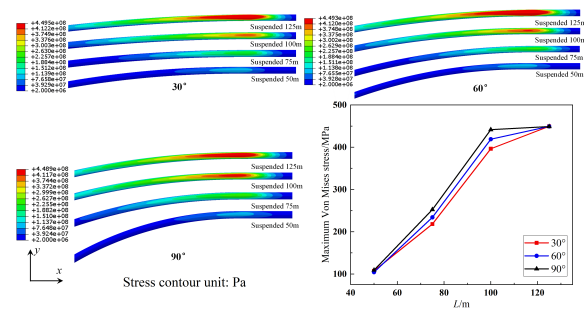 +4.495e+08
+4.122e+08
+3.749e+08
+3.376e+08
+3.003e+08
+2.630e+08
+2.257e+08
+1.884e+08
+1.512e+08
+1.139e+08
+7.658e+07
+3.929e+07
+2.000e+06
Suspended 125m
Suspended 100m
Suspended 75m
Suspended 50m
30°
+4.493e+08
+4.122e+08
+3.748e+08
+3.375e+08
+3.002e+08
+2.630e+08
+2.257e+08
+1.884e+08
+1.511e+08
+1.138e+08
+7.655e+07
+3.928e+07
+2.000e+06
Suspended 125m
Suspended 100m
Suspended 75m
Suspended 50m
60°
+4.489e+08
+4.117e+08
+3.744e+08
+3.372e+08
+2.999e+08
+2.627e+08
+2.255e+08
+1.882e+08
+1.510e+08
+1.137e+08
+7.648e+07
+3.924e+07
+2.000e+06
Suspended 125m
Suspended 100m
Suspended 75m
Suspended 50m
90°
y
x
Stress contour unit: Pa
Maximum Von Mises stress/MPa
500
400
300
200
100
30°
60°
90°
40 60 80 100 120
L/m